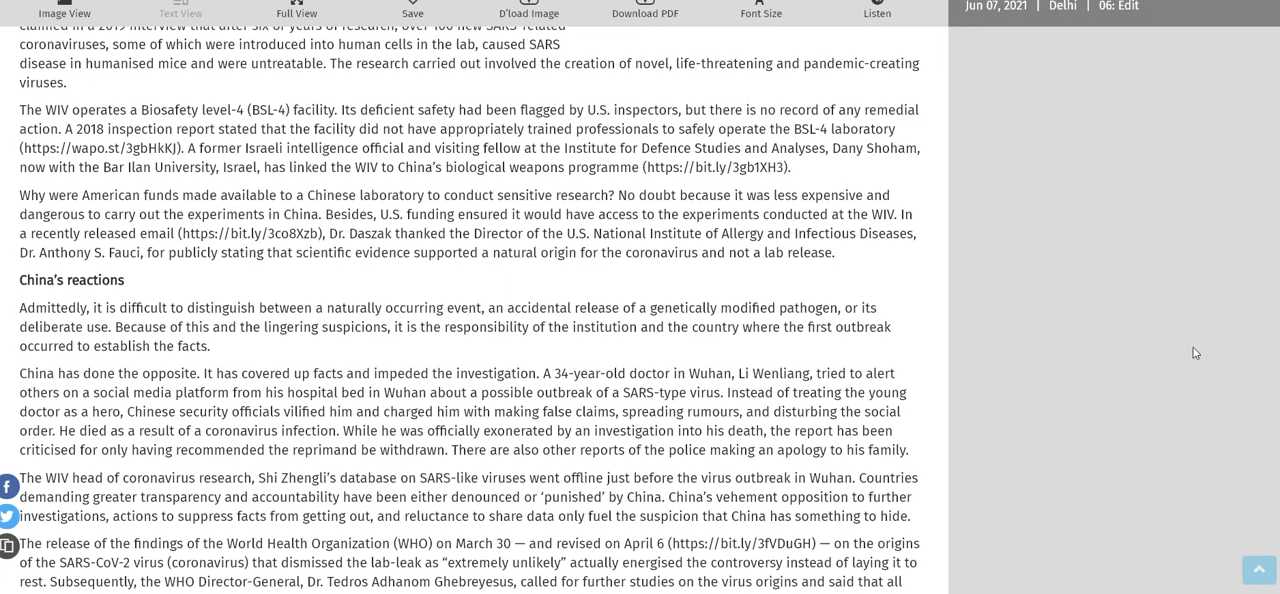 Image View
Text View
Full View
Save
D'load Image
Download PDF
Font Size
Listen
Jun 07, 2021 | Delhi | 06: Edit
claimed in a 2019 interview that after six or years of research, over 100 new SARS-related
coronaviruses, some of which were introduced into human cells in the lab, caused SARS
disease in humanised mice and were untreatable. The research carried out involved the creation of novel, life-threatening and pandemic-creating
viruses.
The WIV operates a Biosafety level-4 (BSL-4) facility. Its deficient safety had been flagged by U.S. inspectors, but there is no record of any remedial
action. A 2018 inspection report stated that the facility did not have appropriately trained professionals to safely operate the BSL-4 laboratory
(https://wapo.st/3gbHkKJ). A former Israeli intelligence official and visiting fellow at the Institute for Defence Studies and Analyses, Dany Shoham,
now with the Bar Ilan University, Israel, has linked the WIV to China’s biological weapons programme (https://bit.ly/3gb1XH3).
Why were American funds made available to a Chinese laboratory to conduct sensitive research? No doubt because it was less expensive and
dangerous to carry out the experiments in China. Besides, U.S. funding ensured it would have access to the experiments conducted at the WIV. In
a recently released email (https://bit.ly/3co8Xzb), Dr. Daszak thanked the Director of the U.S. National Institute of Allergy and Infectious Diseases,
Dr. Anthony S. Fauci, for publicly stating that scientific evidence supported a natural origin for the coronavirus and not a lab release.
China’s reactions
Admittedly, it is difficult to distinguish between a naturally occurring event, an accidental release of a genetically modified pathogen, or its
deliberate use. Because of this and the lingering suspicions, it is the responsibility of the institution and the country where the first outbreak
occurred to establish the facts.
China has done the opposite. It has covered up facts and impeded the investigation. A 34-year-old doctor in Wuhan, Li Wenliang, tried to alert
others on a social media platform from his hospital bed in Wuhan about a possible outbreak of a SARS-type virus. Instead of treating the young
doctor as a hero, Chinese security officials vilified him and charged him with making false claims, spreading rumours, and disturbing the social
order. He died as a result of a coronavirus infection. While he was officially exonerated by an investigation into his death, the report has been
criticised for only having recommended the reprimand be withdrawn. There are also other reports of the police making an apology to his family.
The WIV head of coronavirus research, Shi Zhengli’s database on SARS-like viruses went offline just before the virus outbreak in Wuhan. Countries
demanding greater transparency and accountability have been either denounced or ‘punished’ by China. China’s vehement opposition to further
investigations, actions to suppress facts from getting out, and reluctance to share data only fuel the suspicion that China has something to hide.
The release of the findings of the World Health Organization (WHO) on March 30 — and revised on April 6 (https://bit.ly/3fVDuGH) — on the origins
of the SARS-CoV-2 virus (coronavirus) that dismissed the lab-leak as “extremely unlikely” actually energised the controversy instead of laying it to
rest. Subsequently, the WHO Director-General, Dr. Tedros Adhanom Ghebreyesus, called for further studies on the virus origins and said that all